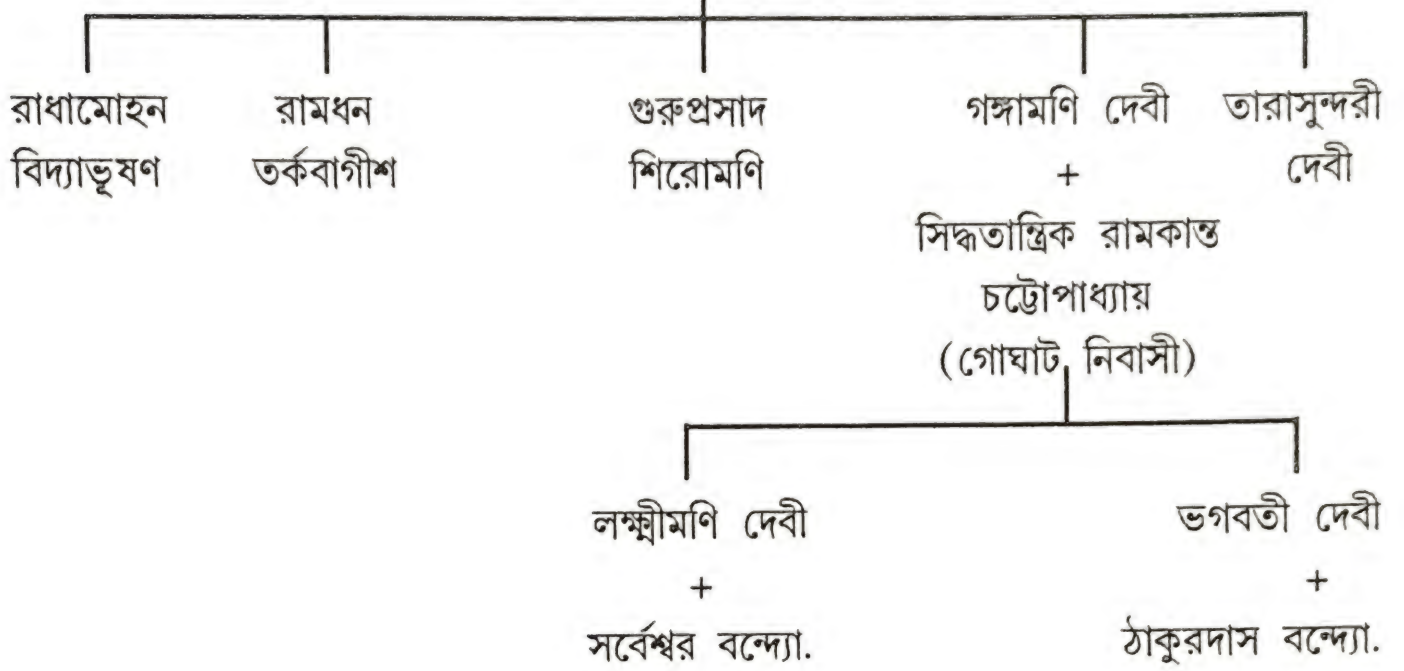 রাধামোহন রামধন গুরুপ্রসাদ গঙ্গামণি দেবী তারাসুন্দরী
বিদ্যাভূষণ তর্কবাগীশ শিরোমণি + দেবী
সিদ্ধতান্ত্রিক রামকান্ত
চট্টোপাধ্যায়
(গোঘাট নিবাসী)
লক্ষ্মীমণি দেবী ভগবতী দেবী
+ +
সর্বেশ্বর বন্দ্যো. ঠাকুরদাস বন্দ্যো.